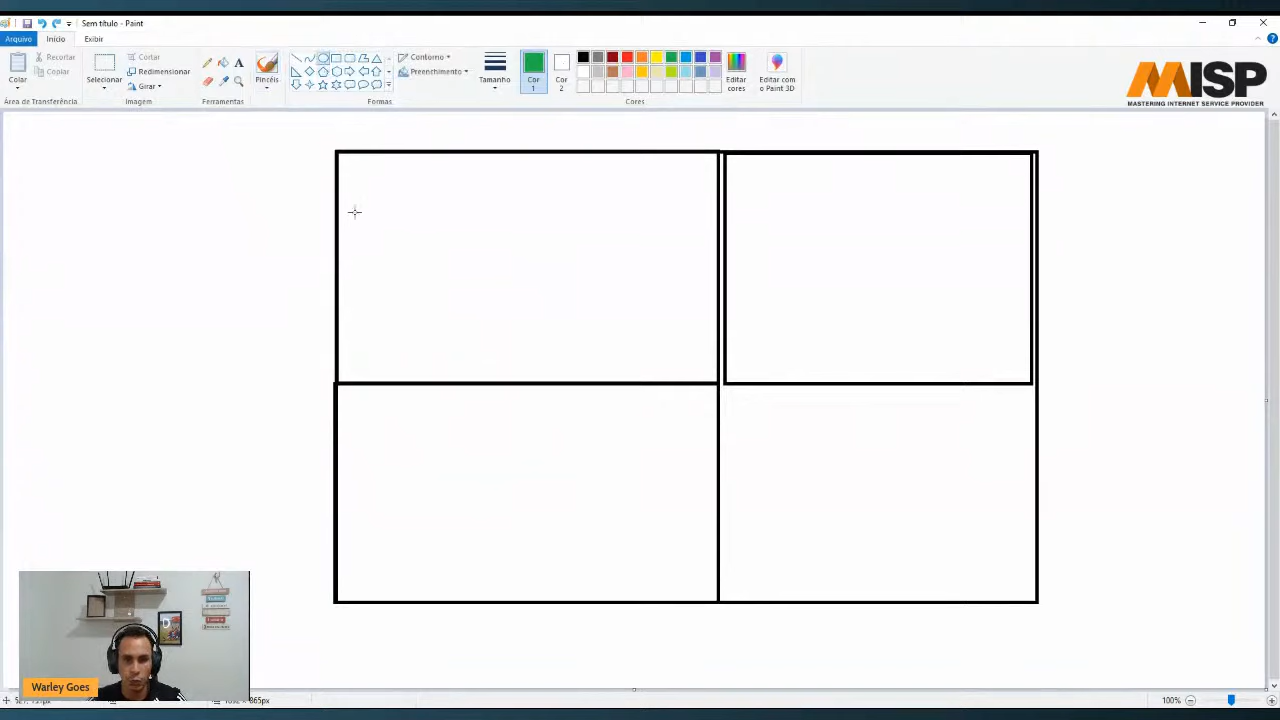 Sem título - Paint
Arquivo Início Exibir
Colar
Recortar
Copiar
Área de Transferência
Selecionar
Cortar
Redimensionar
Girar
Imagem
A
Ferramentas
Pincéis
Formas
Contorno
Preenchimento
Tamanho
Cor 1
Cor 2
Cores
Editar cores
Editar com o Paint 3D
MISP
MASTERING INTERNET SERVICE PROVIDER
Warley Goes
100%